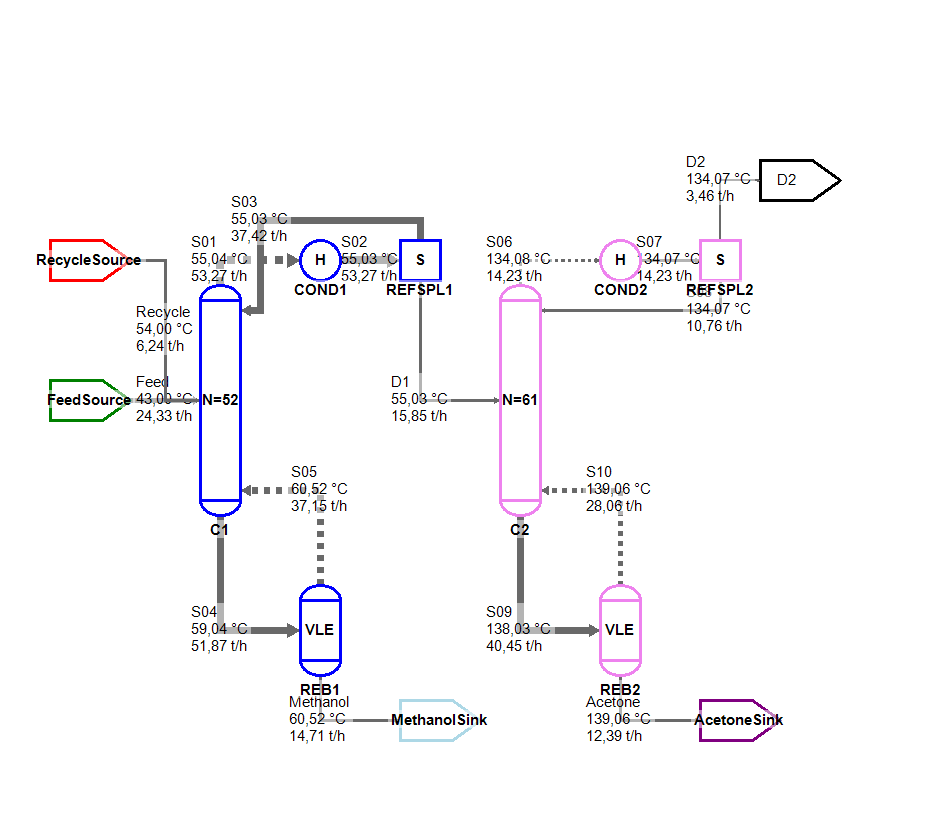 D2
134,07 °C
3,46 t/h
D2
S03
55,03 °C
37,42 t/h
S01
55,04 °C
53,27 t/h
H
COND1
S02
55,03 °C
53,27 t/h
S
REFSPL1
S06
134,08 °C
14,23 t/h
H
COND2
S07
134,07 °C
14,23 t/h
S
REFSPL2
134,07 °C
10,76 t/h
RecycleSource
Recycle
54,00 °C
6,24 t/h
FeedSource
Feed
43,00 °C
24,33 t/h
N=52
D1
55,03 °C
15,85 t/h
N=61
S05
60,52 °C
37,15 t/h
S10
139,06 °C
28,06 t/h
C1
C2
S04
59,04 °C
51,87 t/h
VLE
REB1
S09
138,03 °C
40,45 t/h
VLE
REB2
Methanol
60,52 °C
14,71 t/h
MethanolSink
Acetone
139,06 °C
12,39 t/h
AcetoneSink